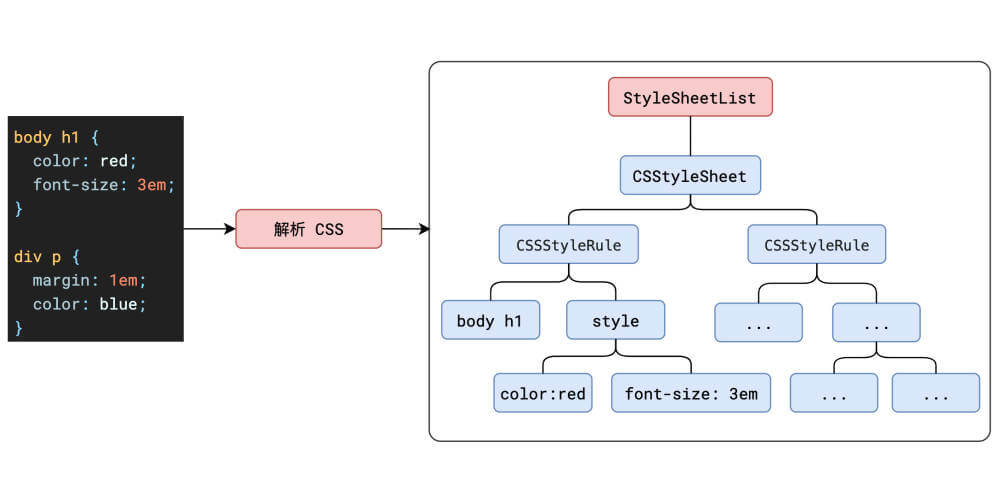 body h1 {
  color: red;
  font-size: 3em;
}
div p {
  margin: 1em;
  color: blue;
}
解析 CSS
StyleSheetList
CSStyleSheet
CSSStyleRule
CSSStyleRule
body h1
style
...
...
color:red
font-size: 3em
...
...